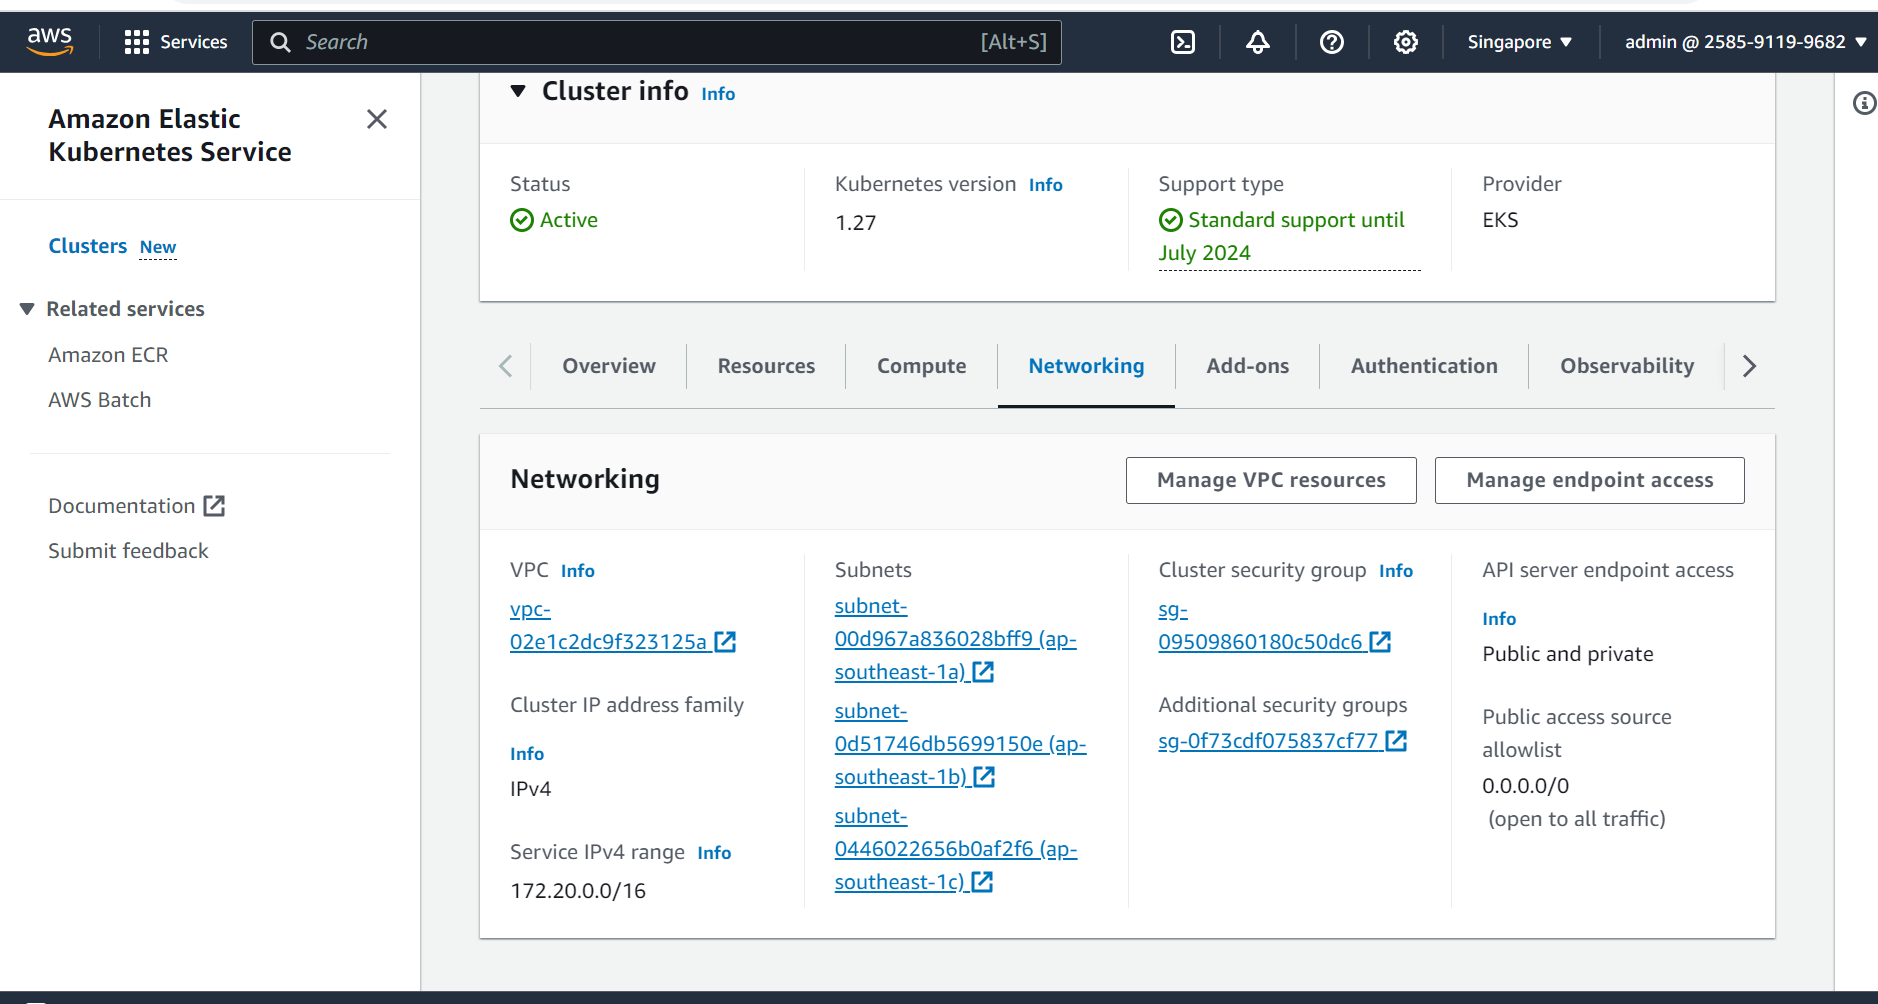 aws
Services
Search
[Alt+S]
Singapore
admin @ 2585-9119-9682
Amazon Elastic
Kubernetes Service
Clusters New
Related services
Amazon ECR
AWS Batch
Documentation
Submit feedback
Cluster info Info
Status
Active
Kubernetes version Info
1.27
Support type
Standard support until
July 2024
Provider
EKS
Overview
Resources
Compute
Networking
Add-ons
Authentication
Observability
Networking
Manage VPC resources
Manage endpoint access
VPC Info
vpc-
02e1c2dc9f323125a
Cluster IP address family
Info
IPv4
Service IPv4 range Info
172.20.0.0/16
Subnets
subnet-
00d967a836028bff9 (ap-
southeast-1a)
subnet-
0d51746db5699150e (ap-
southeast-1b)
subnet-
0446022656b0af2f6 (ap-
southeast-1c)
Cluster security group Info
sg-
09509860180c50dc6
Additional security groups
sg-0f73cdf075837cf77
API server endpoint access
Info
Public and private
Public access source
allowlist
0.0.0.0/0
(open to all traffic)